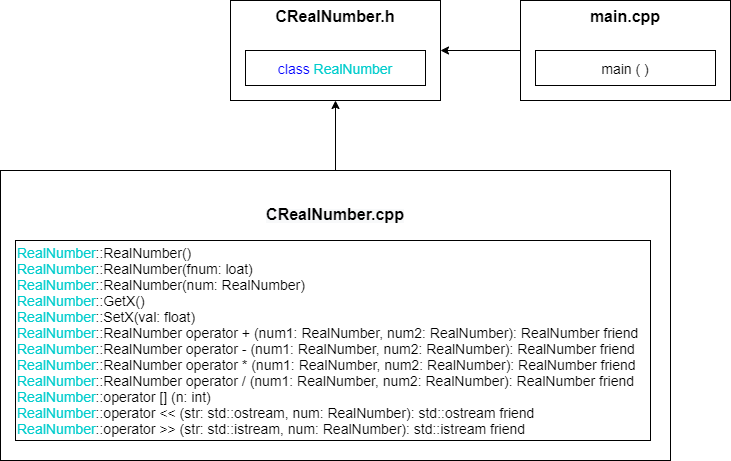 CRealNumber.h
class RealNumber
main.cpp
main ( )
CRealNumber.cpp
RealNumber::RealNumber()
RealNumber::RealNumber(fnum: loat)
RealNumber::RealNumber(num: RealNumber)
RealNumber::GetX()
RealNumber::SetX(val: float)
RealNumber::RealNumber operator + (num1: RealNumber, num2: RealNumber): RealNumber friend
RealNumber::RealNumber operator - (num1: RealNumber, num2: RealNumber): RealNumber friend
RealNumber::RealNumber operator * (num1: RealNumber, num2: RealNumber): RealNumber friend
RealNumber::RealNumber operator / (num1: RealNumber, num2: RealNumber): RealNumber friend
RealNumber::operator [] (n: int)
RealNumber::operator << (str: std::ostream, num: RealNumber): std::ostream friend
RealNumber::operator >> (str: std::istream, num: RealNumber): std::istream friend